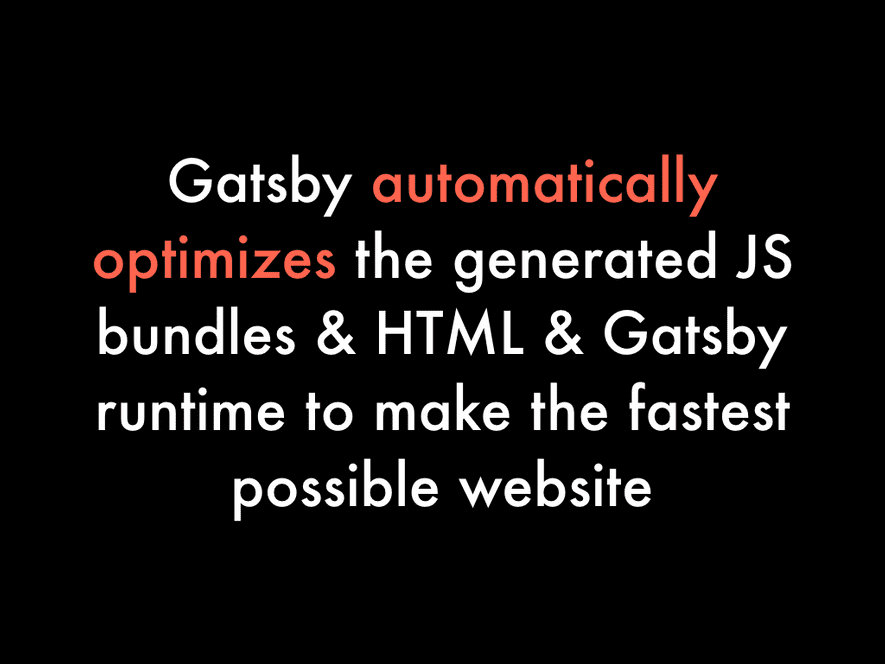 Gatsby automatically
optimizes the generated JS
bundles & HTML & Gatsby
runtime to make the fastest
possible website